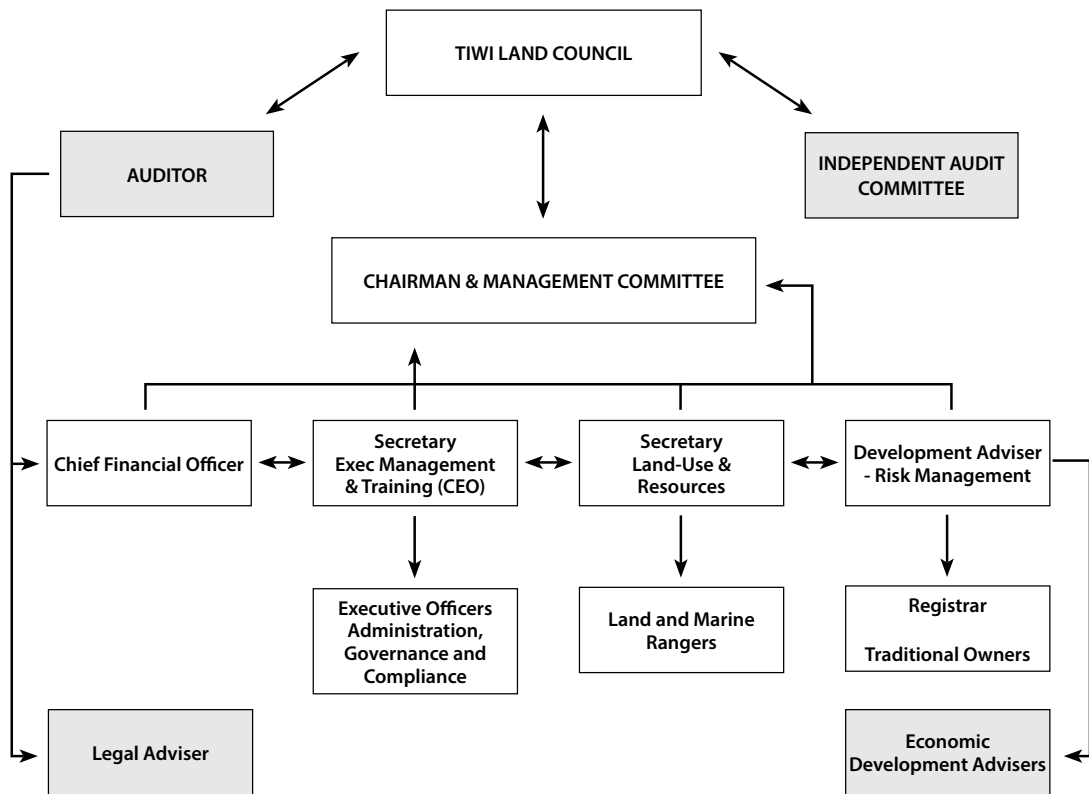 TIWI LAND COUNCIL
AUDITOR
INDEPENDENT AUDIT
COMMITTEE
CHAIRMAN & MANAGEMENT COMMITTEE
Chief Financial Officer
Secretary
Exec Management
& Training (CEO)
Secretary
Land-Use &
Resources
Development Adviser
- Risk Management
Executive Officers
Administration,
Governance and
Compliance
Land and Marine
Rangers
Registrar
Traditional Owners
Legal Adviser
Economic
Development Advisers